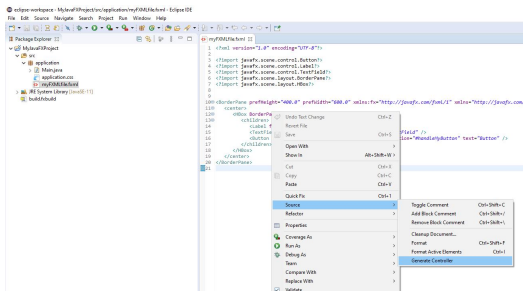 eclipse-workspace - MyJavaFXProject/src/application/myFXMLfile.fxml - Eclipse IDE
File Edit Source Navigate Search Project Run Window Help
Package Explorer
MyJavaFXProject
src
application
Main.java
application.css
myFXMLfile.fxml
JRE System Library [JavaSE-11]
build.fxbuild
myFXMLfile.fxml
1 <?xml version="1.0" encoding="UTF-8"?>
2
3 <?import javafx.scene.control.Button?>
4 <?import javafx.scene.control.Label?>
5 <?import javafx.scene.control.TextField?>
6 <?import javafx.scene.layout.BorderPane?>
7 <?import javafx.scene.layout.HBox?>
8
9
10 <BorderPane prefHeight="400.0" prefWidth="800.0" xmlns:fx="http://javafx.com/fxml/1" xmlns="http://javafx.com
11 <center>
12 <HBox BorderPa
13 <children>
14 <Label f
15 <TextFie Field" />
16 <Button ion="#handleMyButton" text="Button" />
17 </children>
18 </HBox>
19 </center>
20 </BorderPane>
21
Undo Text Change Ctrl+Z
Revert File
Save Ctrl+S
Open With
Show In Alt+Shift+W
Cut Ctrl+X
Copy Ctrl+C
Paste Ctrl+V
Quick Fix Ctrl+1
Source
Refactor
Properties
Coverage As
Run As
Debug As
Team
Compare With
Replace With
Validate
Toggle Comment Ctrl+Shift+C
Add Block Comment Ctrl+Shift+/
Remove Block Comment Ctrl+Shift+\
Cleanup Document...
Format Ctrl+Shift+F
Format Active Elements Ctrl+I
Generate Controller